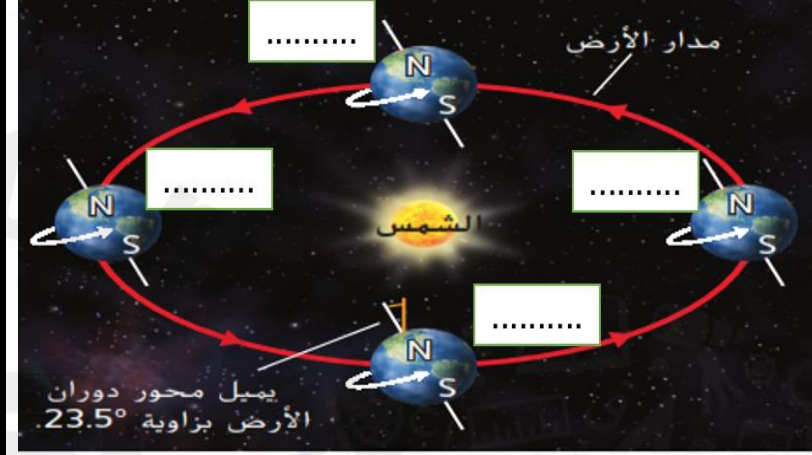 ..........
مدار الأرض
N
S
..........
..........
N
S
الشمس
N
S
..........
N
S
يميل محور دوران
الأرض بزاوية °23.5.